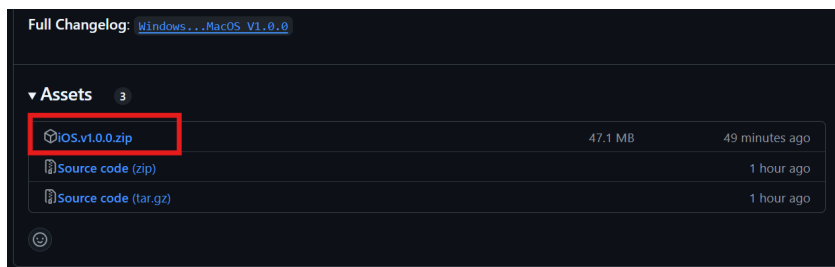 Full Changelog: Windows...MacOS V1.0.0
Assets 3
iOS.v1.0.0.zip 47.1 MB 49 minutes ago
Source code (zip) 1 hour ago
Source code (tar.gz) 1 hour ago